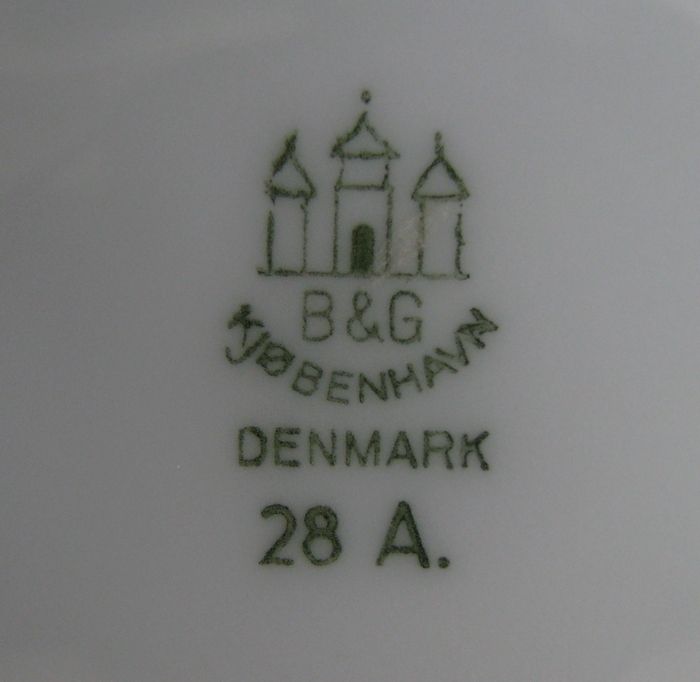 B&G
KJØBENHAVN
DENMARK
28 A.